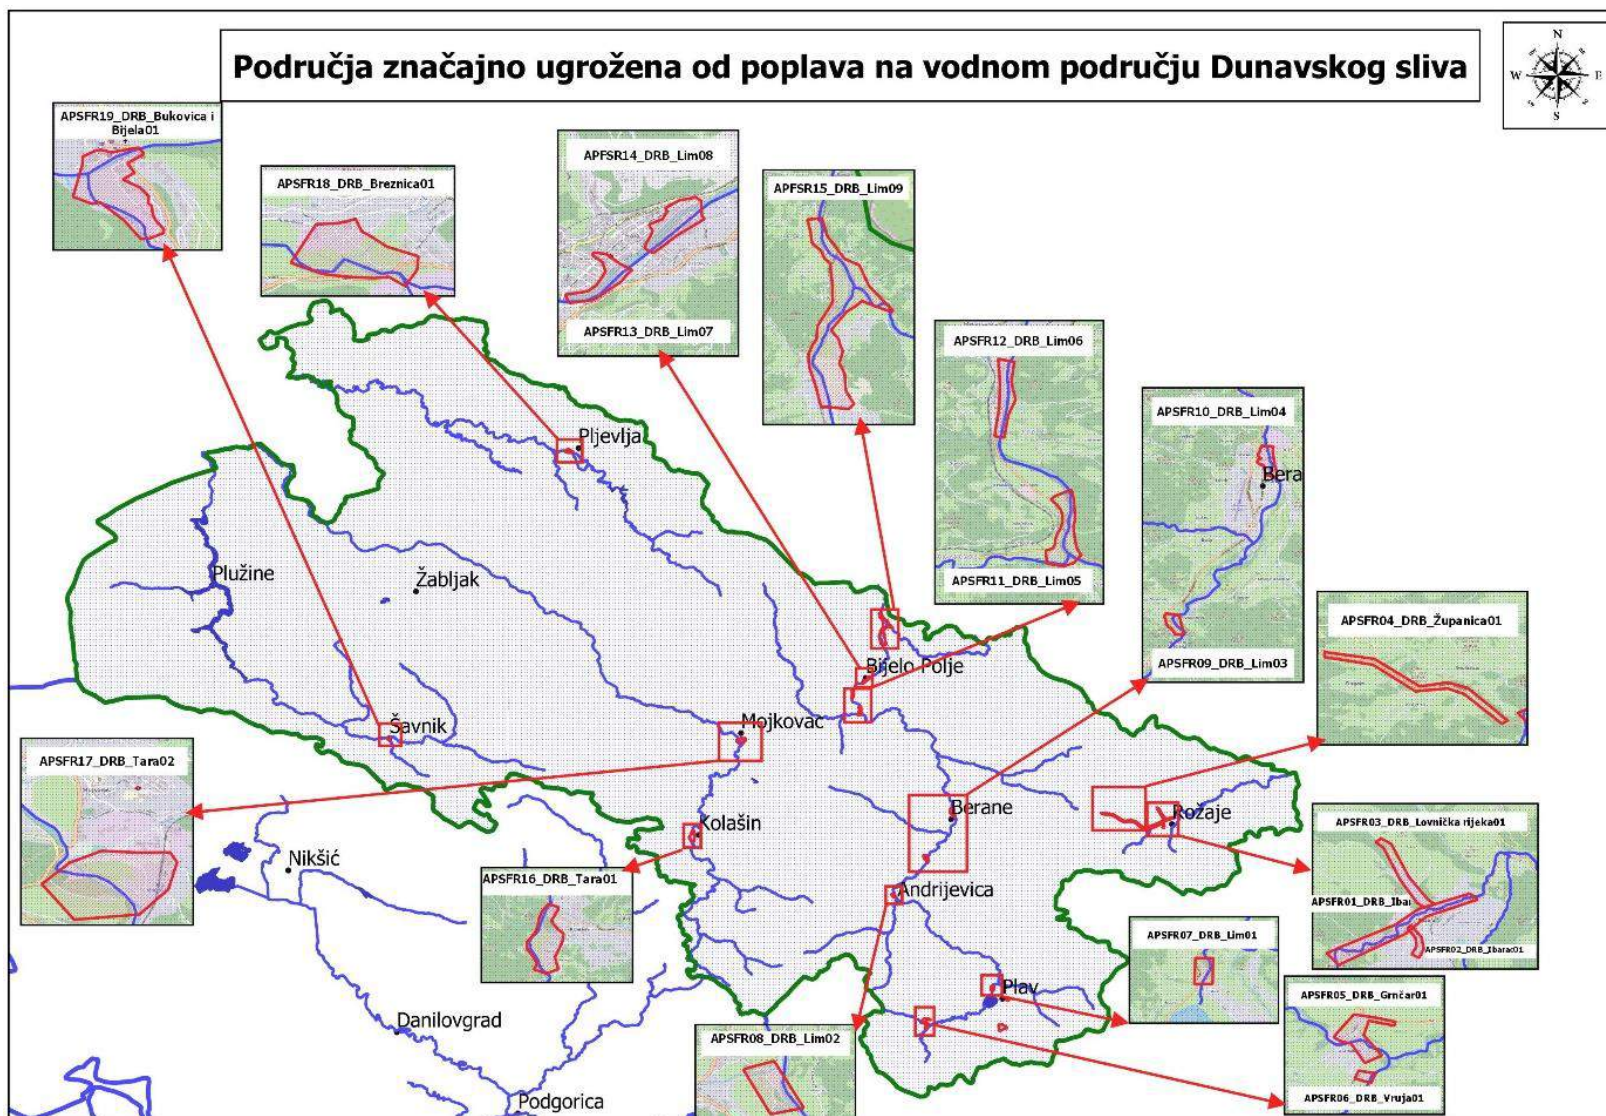 Područja značajno ugrožena od poplava na vodnom području Dunavskog sliva
N
W
E
S
APSFR19_DRB_Bukovica i
Bijela01
APSFR18_DRB_Breznica01
APFSR14_DRB_Lim08
APSFR13_DRB_Lim07
APFSR15_DRB_Lim09
APSFR12_DRB_Lim06
APSFR11_DRB_Lim05
APSFR10_DRB_Lim04
Bera
APSFR09_DRB_Lim03
APSFR04_DRB_Županica01
Pljevlja
Plužine
Žabljak
Bijelo Polje
Šavnik
Mojkovac
APSFR17_DRB_Tara02
Berane
Rožaje
Kolašin
Nikšić
APSFR03_DRB_Lovnička rijeka01
APSFR16_DRB_Tara01
Andrijevica
APSFR01_DRB_Iba
APSFR02_DRB_Ibarac01
APSFR07_DRB_Lim01
Plav
APSFR05_DRB_Grnčar01
Danilovgrad
APSFR08_DRB_Lim02
APSFR06_DRB_Vruja01
Podgorica